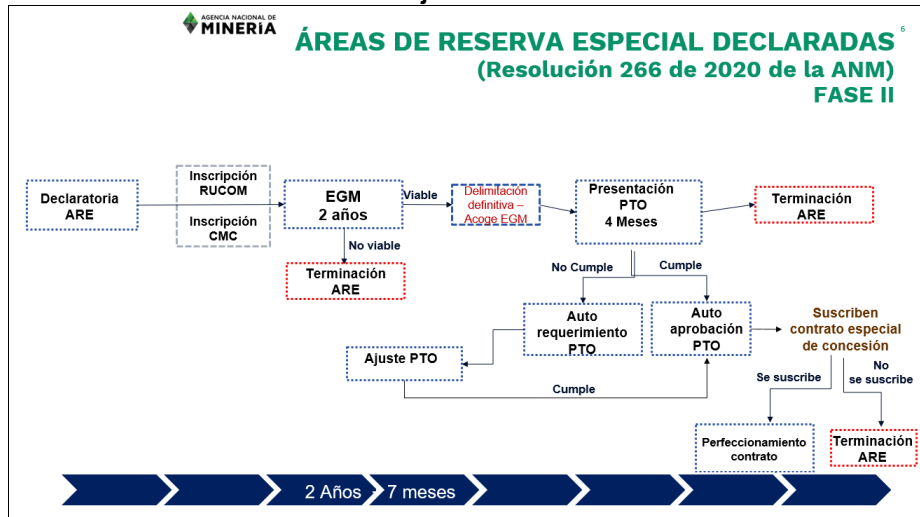 AGENCIA NACIONAL DE
MINERÍA
ÁREAS DE RESERVA ESPECIAL DECLARADAS
6
(Resolución 266 de 2020 de la ANM)
FASE II
Declaratoria
ARE
Inscripción
RUCOM
Inscripción
CMC
EGM
2 años
Viable
No viable
Terminación
ARE
Delimitación
definitiva –
Acoge EGM
Presentación
PTO
4 Meses
Terminación
ARE
No Cumple
Cumple
Auto
requerimiento
PTO
Auto
aprobación
PTO
Ajuste PTO
Cumple
Suscriben
contrato especial
de concesión
Se suscribe
No
se suscribe
Perfeccionamiento
contrato
Terminación
ARE
2 Años
7 meses